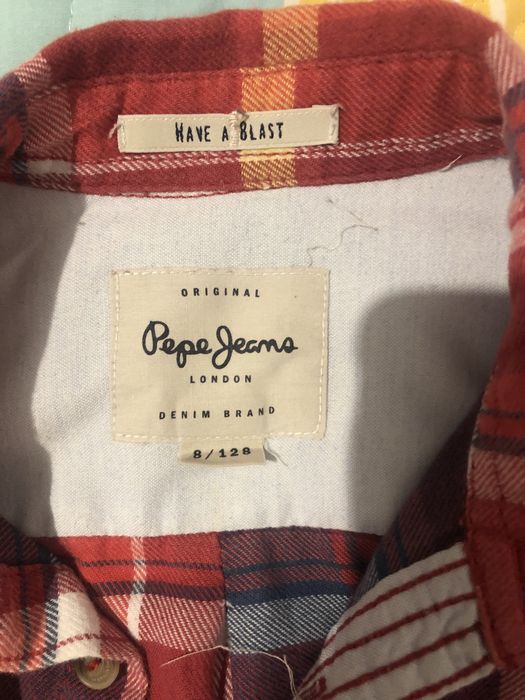 HAVE A BLAST
ORIGINAL
Pepe Jeans
LONDON
DENIM BRAND
8/128